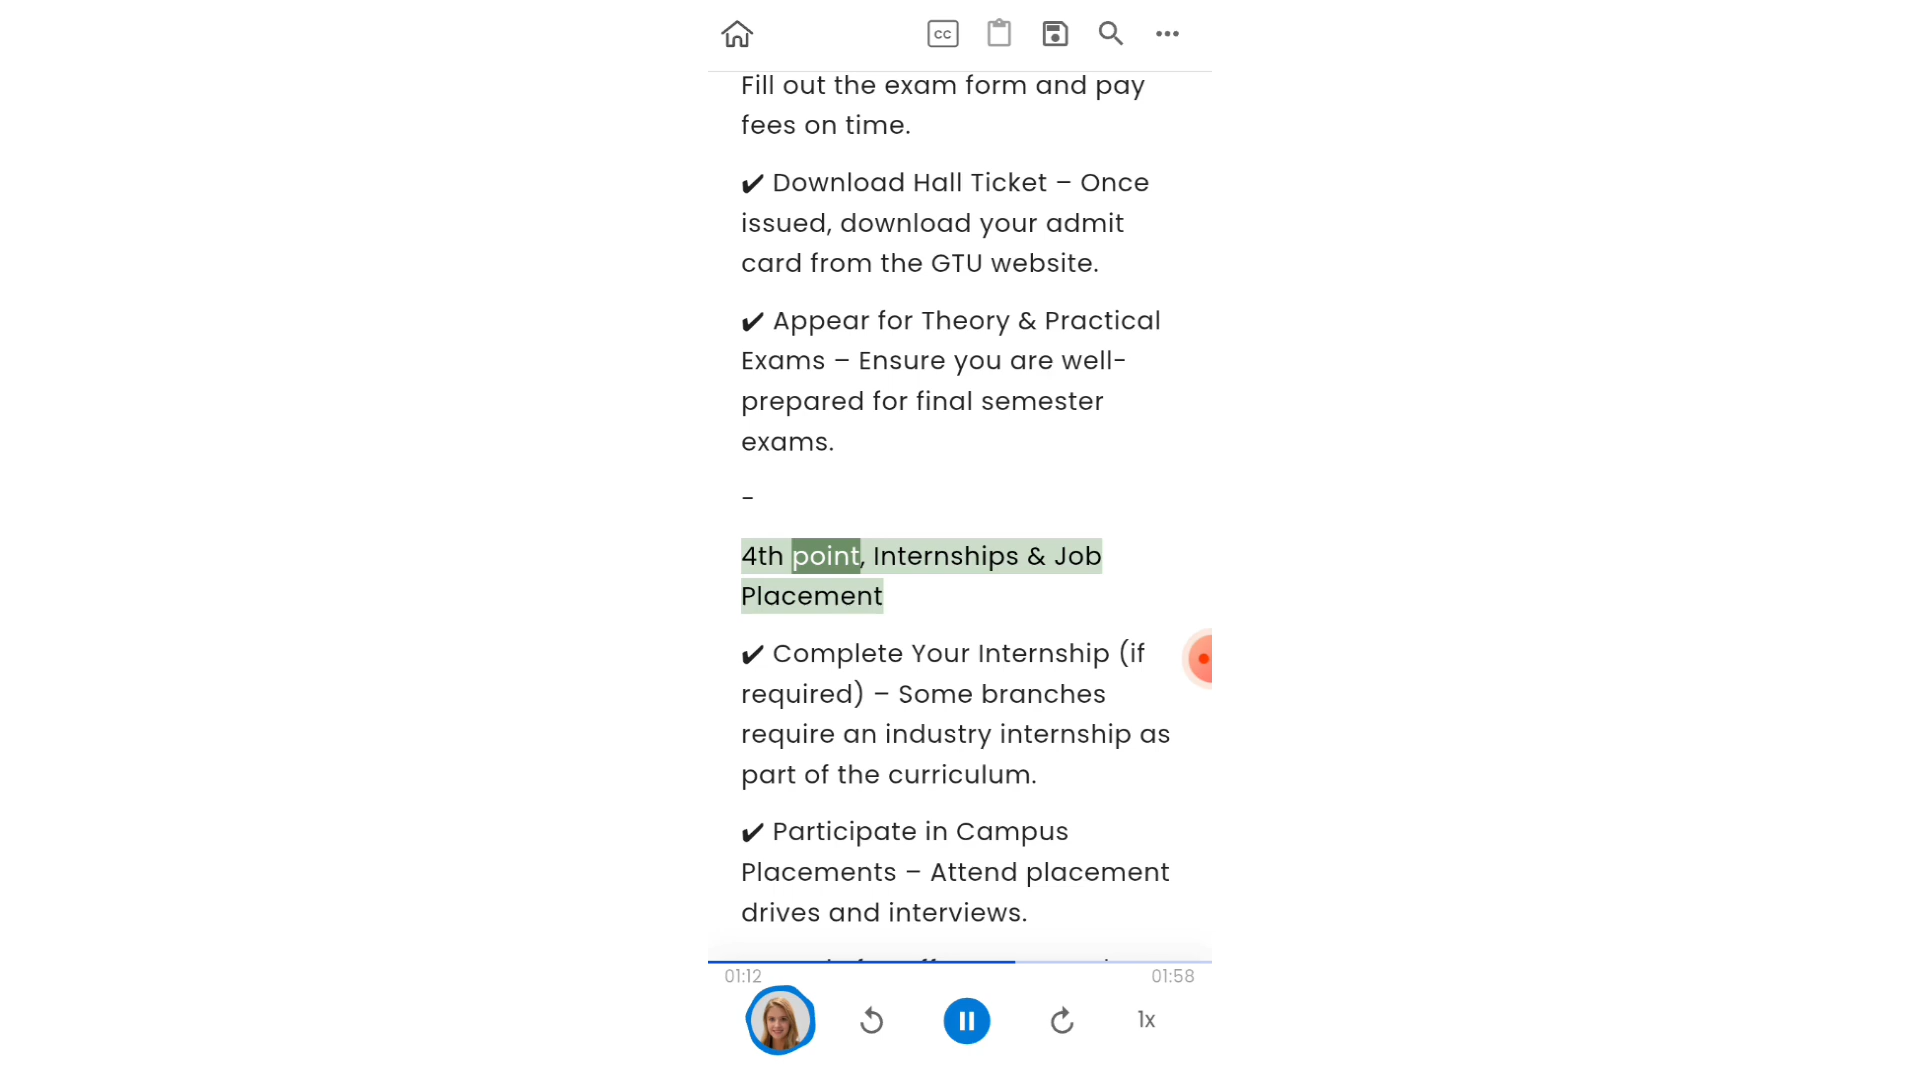 CC
Fill out the exam form and pay
fees on time.
✔ Download Hall Ticket – Once
issued, download your admit
card from the GTU website.
✔ Appear for Theory & Practical
Exams – Ensure you are well-
prepared for final semester
exams.
-
4th point, Internships & Job
Placement
✔ Complete Your Internship (if
required) – Some branches
require an industry internship as
part of the curriculum.
✔ Participate in Campus
Placements – Attend placement
drives and interviews.
01:12
01:58
1x